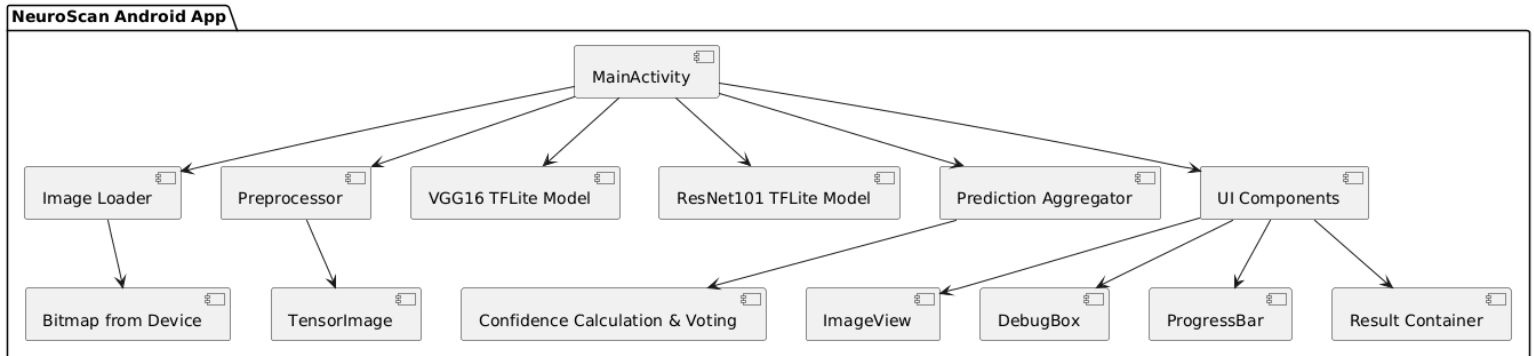 NeuroScan Android App
MainActivity
Image Loader
Preprocessor
VGG16 TFLite Model
ResNet101 TFLite Model
Prediction Aggregator
UI Components
Bitmap from Device
TensorImage
Confidence Calculation & Voting
ImageView
DebugBox
ProgressBar
Result Container